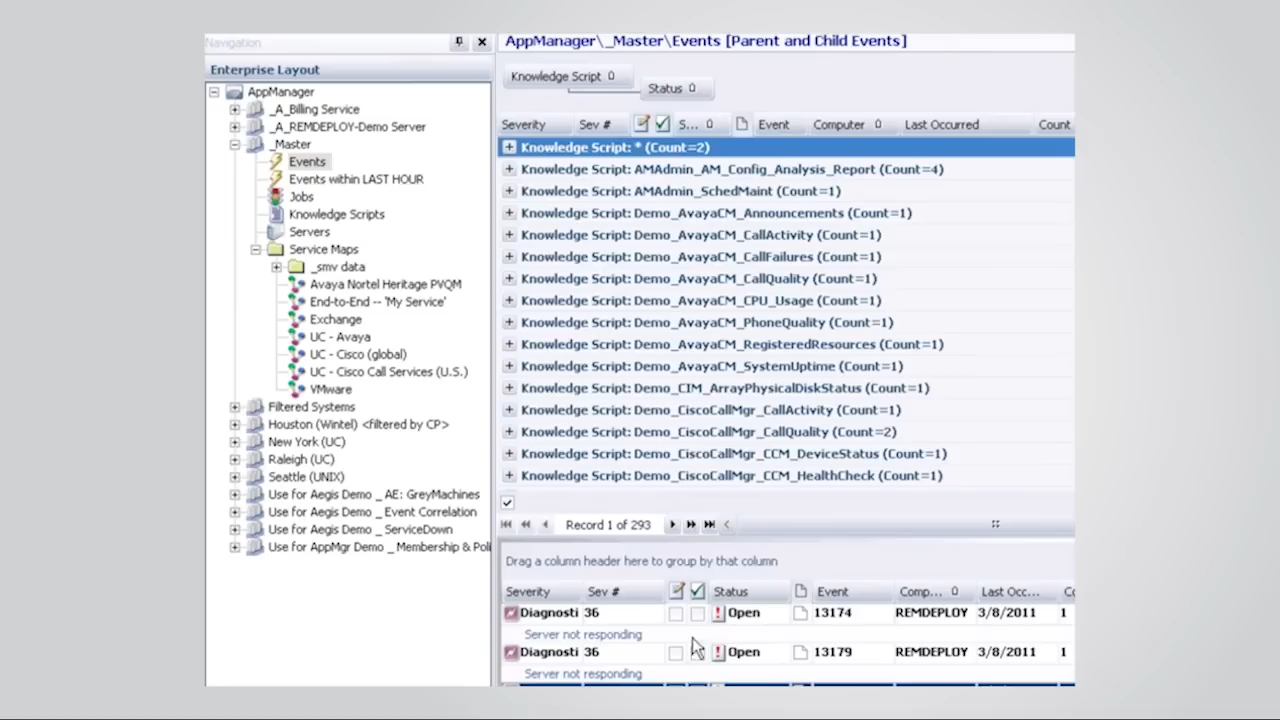 Navigation
Enterprise Layout
AppManager
_A_Billing Service
_A_REMDEPLOY-Demo Server
_Master
Events
Events within LAST HOUR
Jobs
Knowledge Scripts
Servers
Service Maps
_smv data
Avaya Nortel Heritage PVQM
End-to-End -- 'My Service'
Exchange
UC - Avaya
UC - Cisco (global)
UC - Cisco Call Services (U.S.)
VMware
Filtered Systems
Houston (Wintel) <filtered by CP>
New York (UC)
Raleigh (UC)
Seattle (UNIX)
Use for Aegis Demo _ AE: GreyMachines
Use for Aegis Demo _ Event Correlation
Use for Aegis Demo _ ServiceDown
Use for AppMgr Demo _ Membership & Poli
AppManager\_Master\Events [Parent and Child Events]
Knowledge Script
Status
Severity Sev # S... Event Computer Last Occurred Count
Knowledge Script: * (Count=2)
Knowledge Script: AMAdmin_AM_Config_Analysis_Report (Count=4)
Knowledge Script: AMAdmin_SchedMaint (Count=1)
Knowledge Script: Demo_AvayaCM_Announcements (Count=1)
Knowledge Script: Demo_AvayaCM_CallActivity (Count=1)
Knowledge Script: Demo_AvayaCM_CallFailures (Count=1)
Knowledge Script: Demo_AvayaCM_CallQuality (Count=1)
Knowledge Script: Demo_AvayaCM_CPU_Usage (Count=1)
Knowledge Script: Demo_AvayaCM_PhoneQuality (Count=1)
Knowledge Script: Demo_AvayaCM_RegisteredResources (Count=1)
Knowledge Script: Demo_AvayaCM_SystemUptime (Count=1)
Knowledge Script: Demo_CIM_ArrayPhysicalDiskStatus (Count=1)
Knowledge Script: Demo_CiscoCallMgr_CallActivity (Count=1)
Knowledge Script: Demo_CiscoCallMgr_CallQuality (Count=2)
Knowledge Script: Demo_CiscoCallMgr_CCM_DeviceStatus (Count=1)
Knowledge Script: Demo_CiscoCallMgr_CCM_HealthCheck (Count=1)
Record 1 of 293
Drag a column header here to group by that column
Severity Sev # Status Event Comp... Last Occ... Co
Diagnosti 36 Open 13174 REMDEPLOY 3/8/2011 1
Server not responding
Diagnosti 36 Open 13179 REMDEPLOY 3/8/2011 1
Server not responding